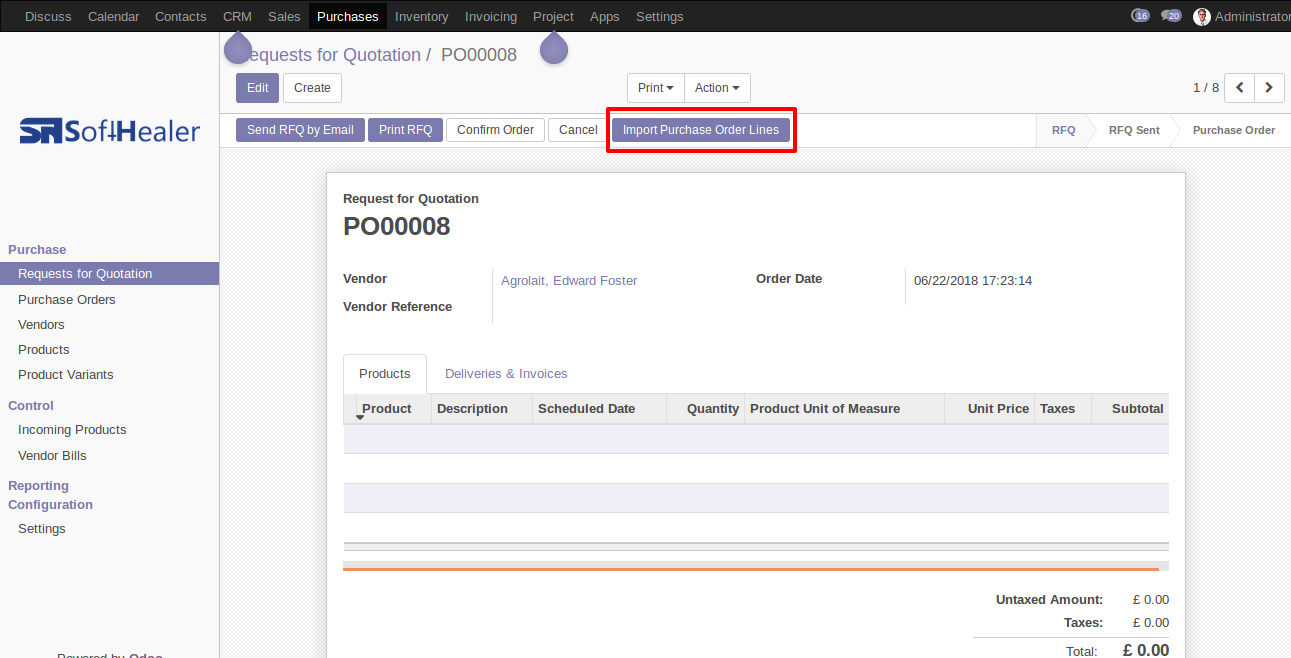 Discuss Calendar Contacts CRM Sales Purchases Inventory Invoicing Project Apps Settings 16 20 Administrator
equests for Quotation / PO00008
Edit Create Print Action 1 / 8
Send RFQ by Email Print RFQ Confirm Order Cancel Import Purchase Order Lines RFQ RFQ Sent Purchase Order
SoftHealer
Purchase
Requests for Quotation
Purchase Orders
Vendors
Products
Product Variants
Control
Incoming Products
Vendor Bills
Reporting
Configuration
Settings
Powered by Odoo
Request for Quotation
PO00008
Vendor Agrolait, Edward Foster Order Date 06/22/2018 17:23:14
Vendor Reference
Products Deliveries & Invoices
Product Description Scheduled Date Quantity Product Unit of Measure Unit Price Taxes Subtotal
Untaxed Amount: £ 0.00
Taxes: £ 0.00
Total: £ 0.00